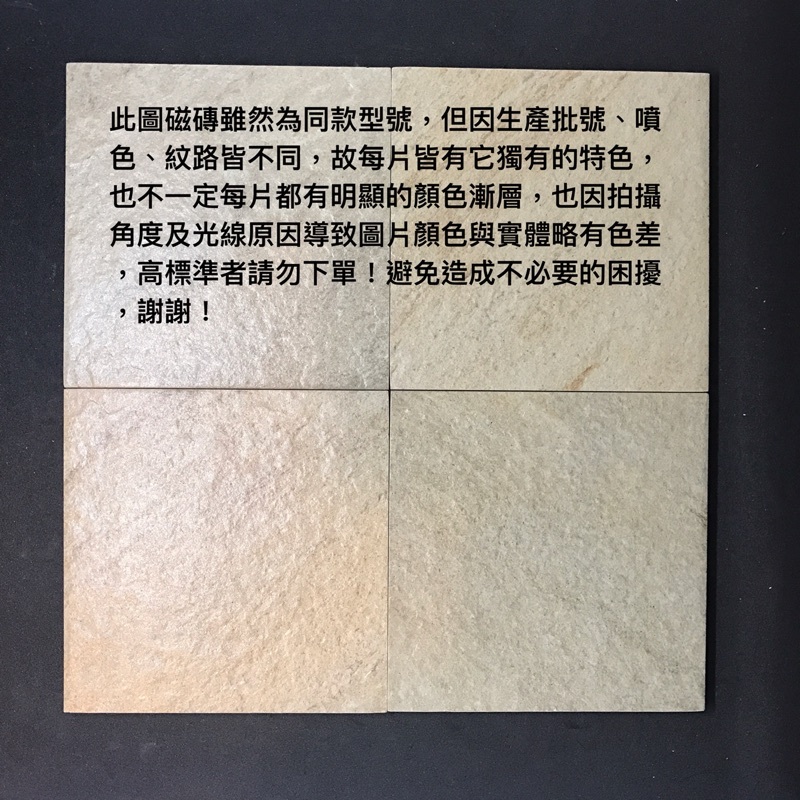 此圖磁磚雖然為同款型號，但因生產批號、噴
色、紋路皆不同，故每片皆有它獨有的特色，
也不一定每片都有明顯的顏色漸層，也因拍攝
角度及光線原因導致圖片顏色與實體略有色差
，高標準者請勿下單！避免造成不必要的困擾
，謝謝！